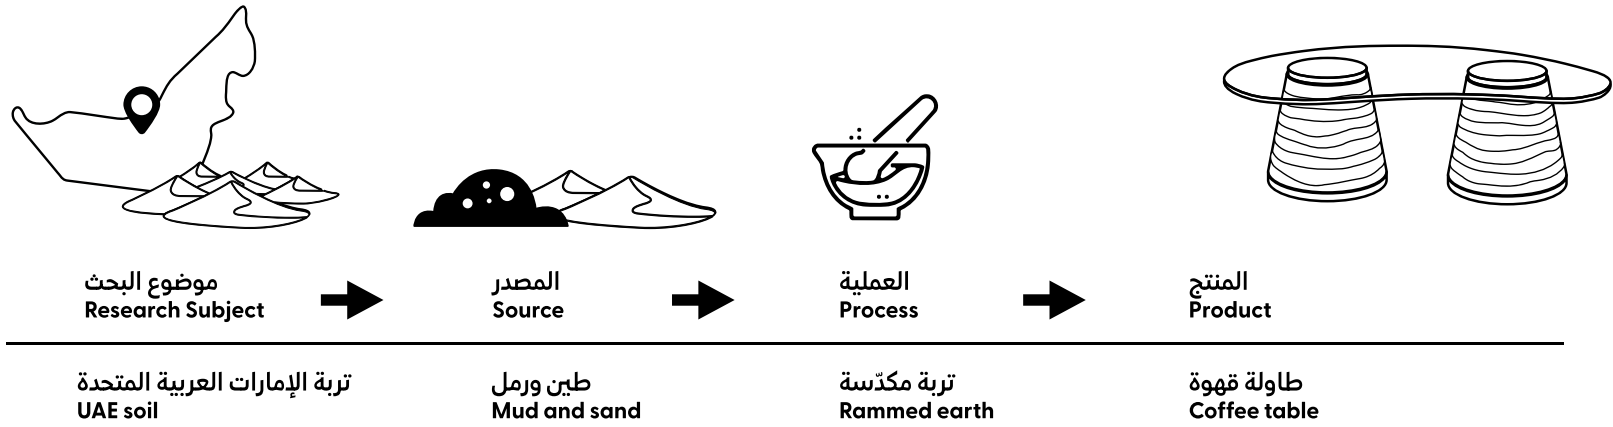 موضوع البحث
Research Subject
المصدر
Source
العملية
Process
المنتج
Product
تربة الإمارات العربية المتحدة
UAE soil
طين ورمل
Mud and sand
تربة مكدّسة
Rammed earth
طاولة قهوة
Coffee table